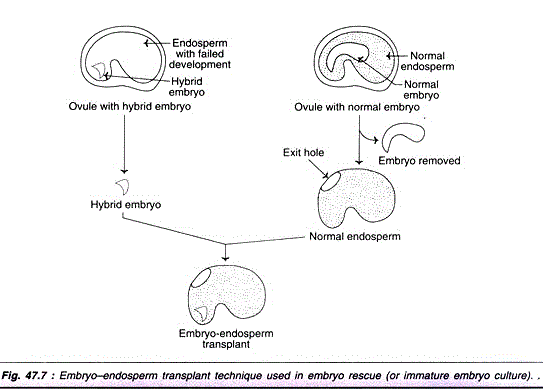 Endosperm
with failed
development
Hybrid
embryo
Ovule with hybrid embryo
Normal
endosperm
Normal
embryo
Ovule with normal embryo
Exit hole
Embryo removed
Hybrid embryo
Normal endosperm
Embryo-endosperm
transplant
Fig. 47.7 : Embryo–endosperm transplant technique used in embryo rescue (or immature embryo culture). .